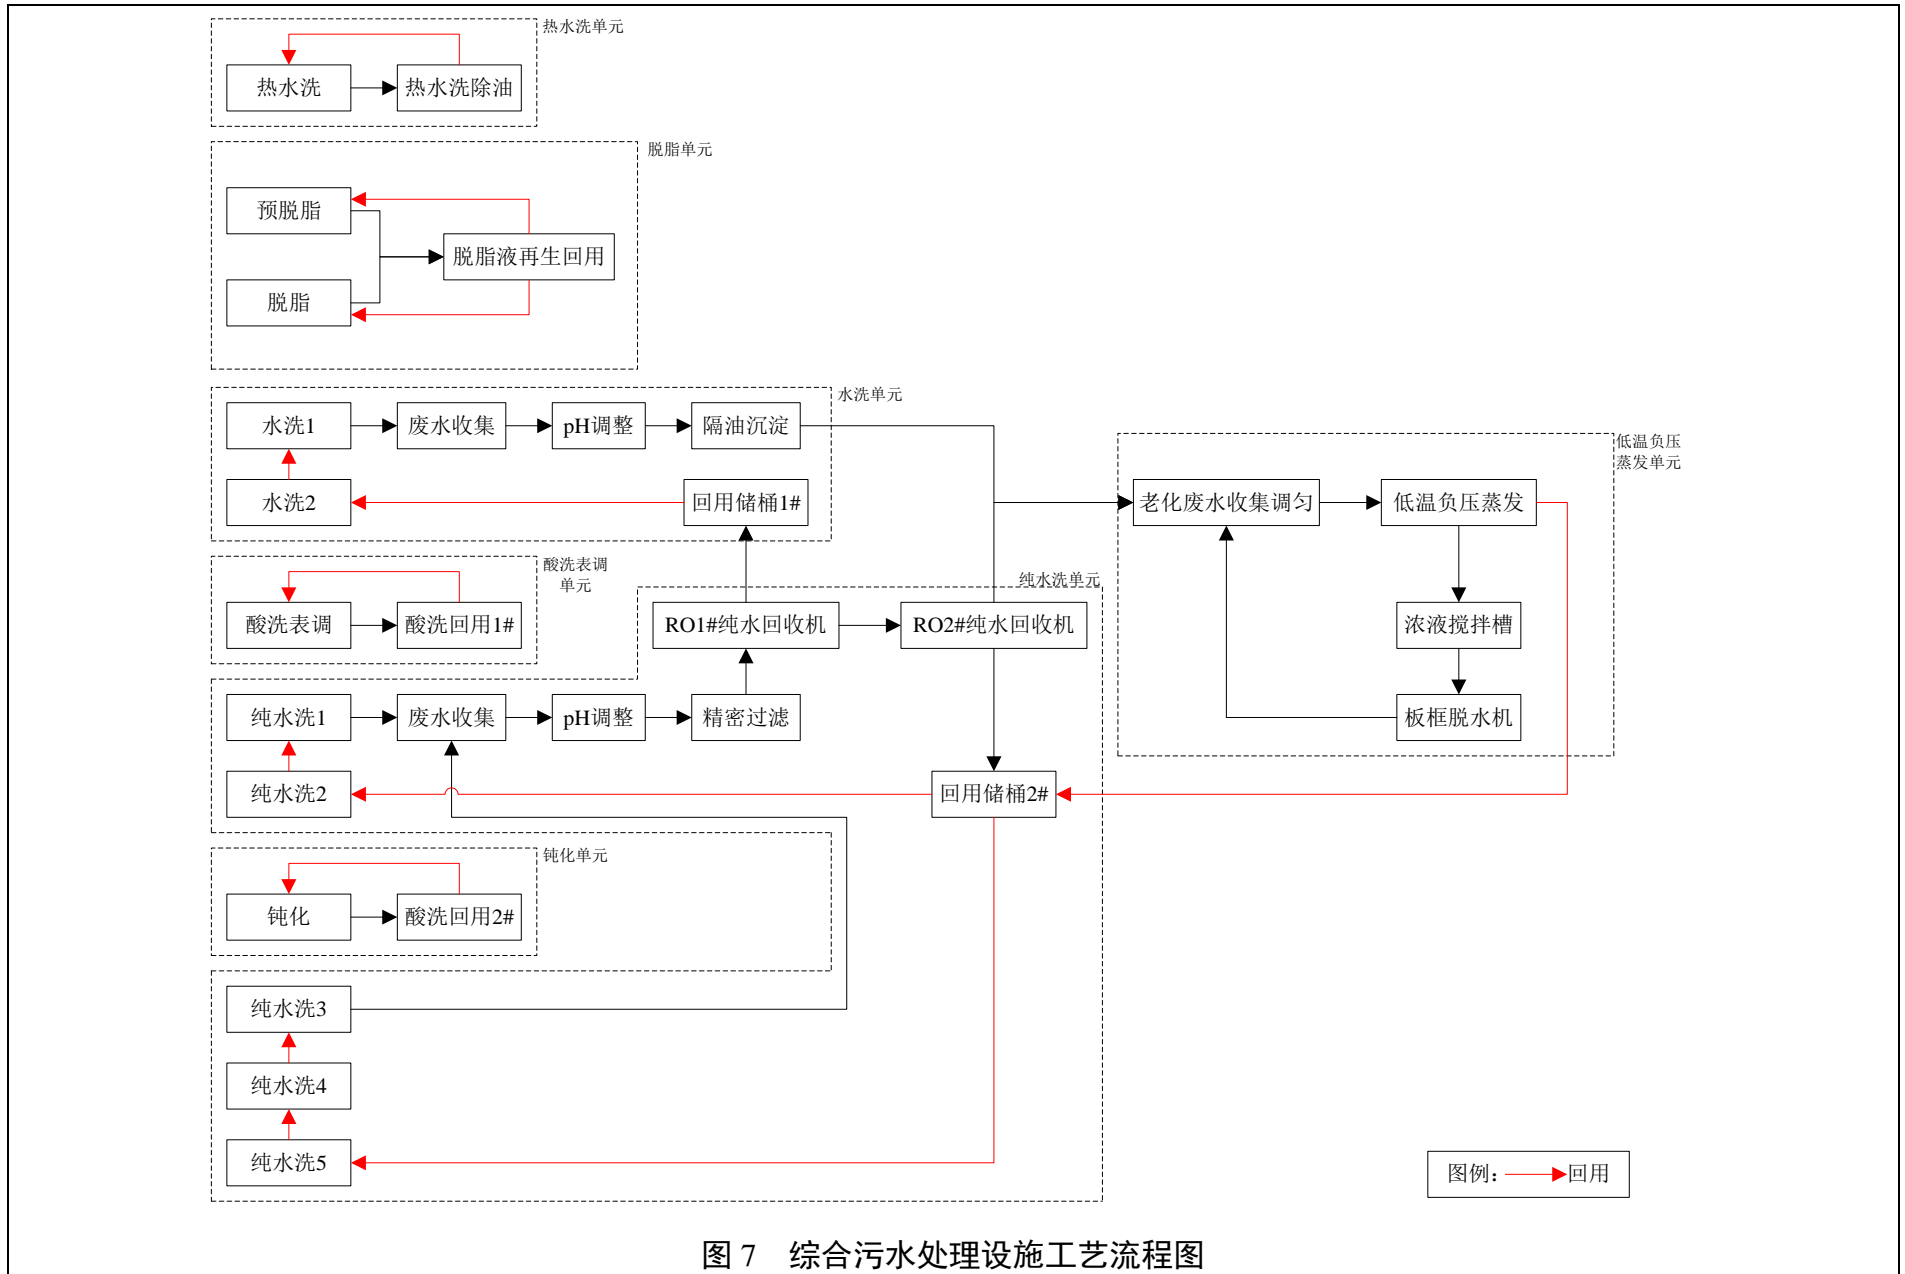 热水洗单元
热水洗
热水洗除油
脱脂单元
预脱脂
脱脂液再生回用
脱脂
水洗单元
水洗1
废水收集
pH调整
隔油沉淀
水洗2
回用储桶1#
低温负压
蒸发单元
老化废水收集调匀
低温负压蒸发
浓液搅拌槽
板框脱水机
酸洗表调
单元
酸洗表调
酸洗回用1#
纯水洗单元
RO1#纯水回收机
RO2#纯水回收机
纯水洗1
废水收集
pH调整
精密过滤
纯水洗2
回用储桶2#
钝化单元
钝化
酸洗回用2#
纯水洗3
纯水洗4
纯水洗5
图例：
回用
图 7 综合污水处理设施工艺流程图